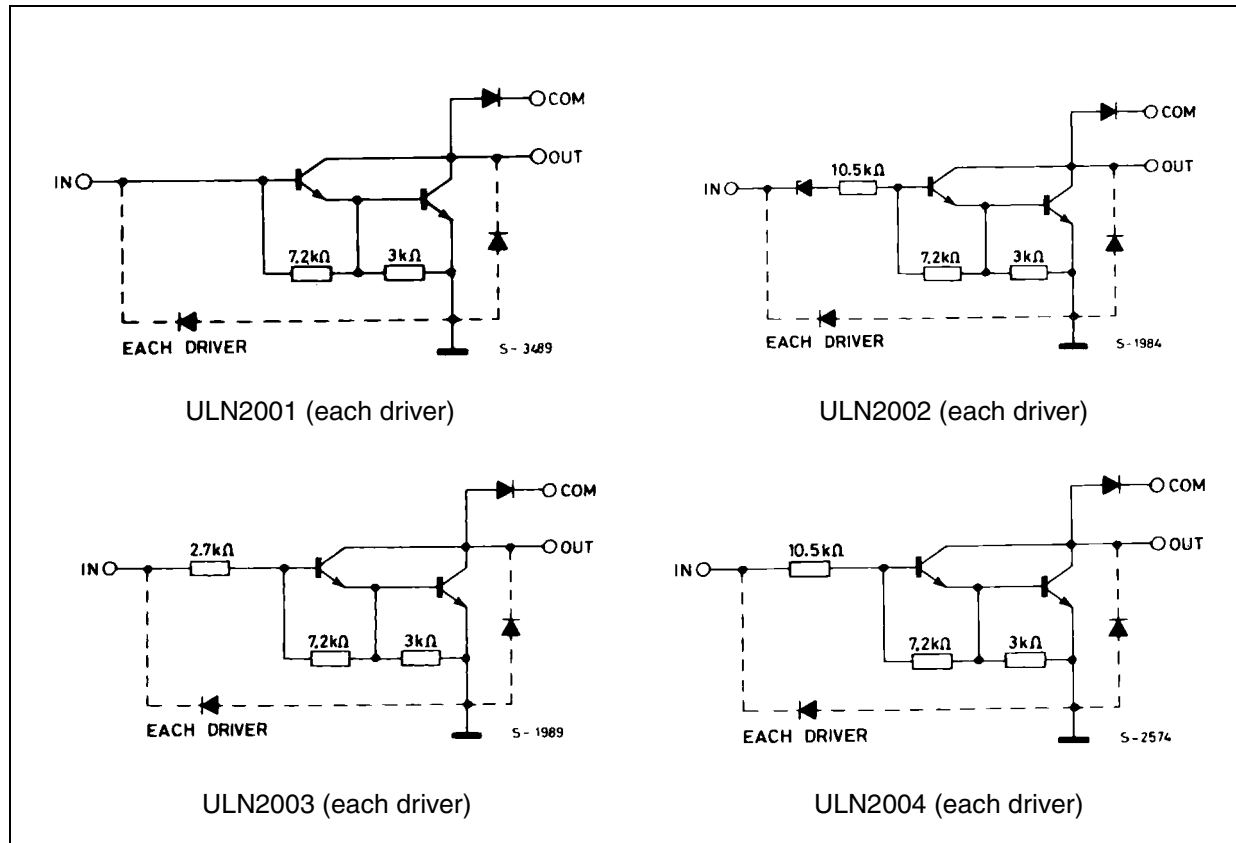 COM
OUT
IN
7.2kΩ
3kΩ
EACH DRIVER
S-3489
ULN2001 (each driver)
COM
OUT
IN
10.5kΩ
7.2kΩ
3kΩ
EACH DRIVER
S-1984
ULN2002 (each driver)
COM
OUT
IN
2.7kΩ
7.2kΩ
3kΩ
EACH DRIVER
S-1989
ULN2003 (each driver)
COM
OUT
IN
10.5kΩ
7.2kΩ
3kΩ
EACH DRIVER
S-2574
ULN2004 (each driver)